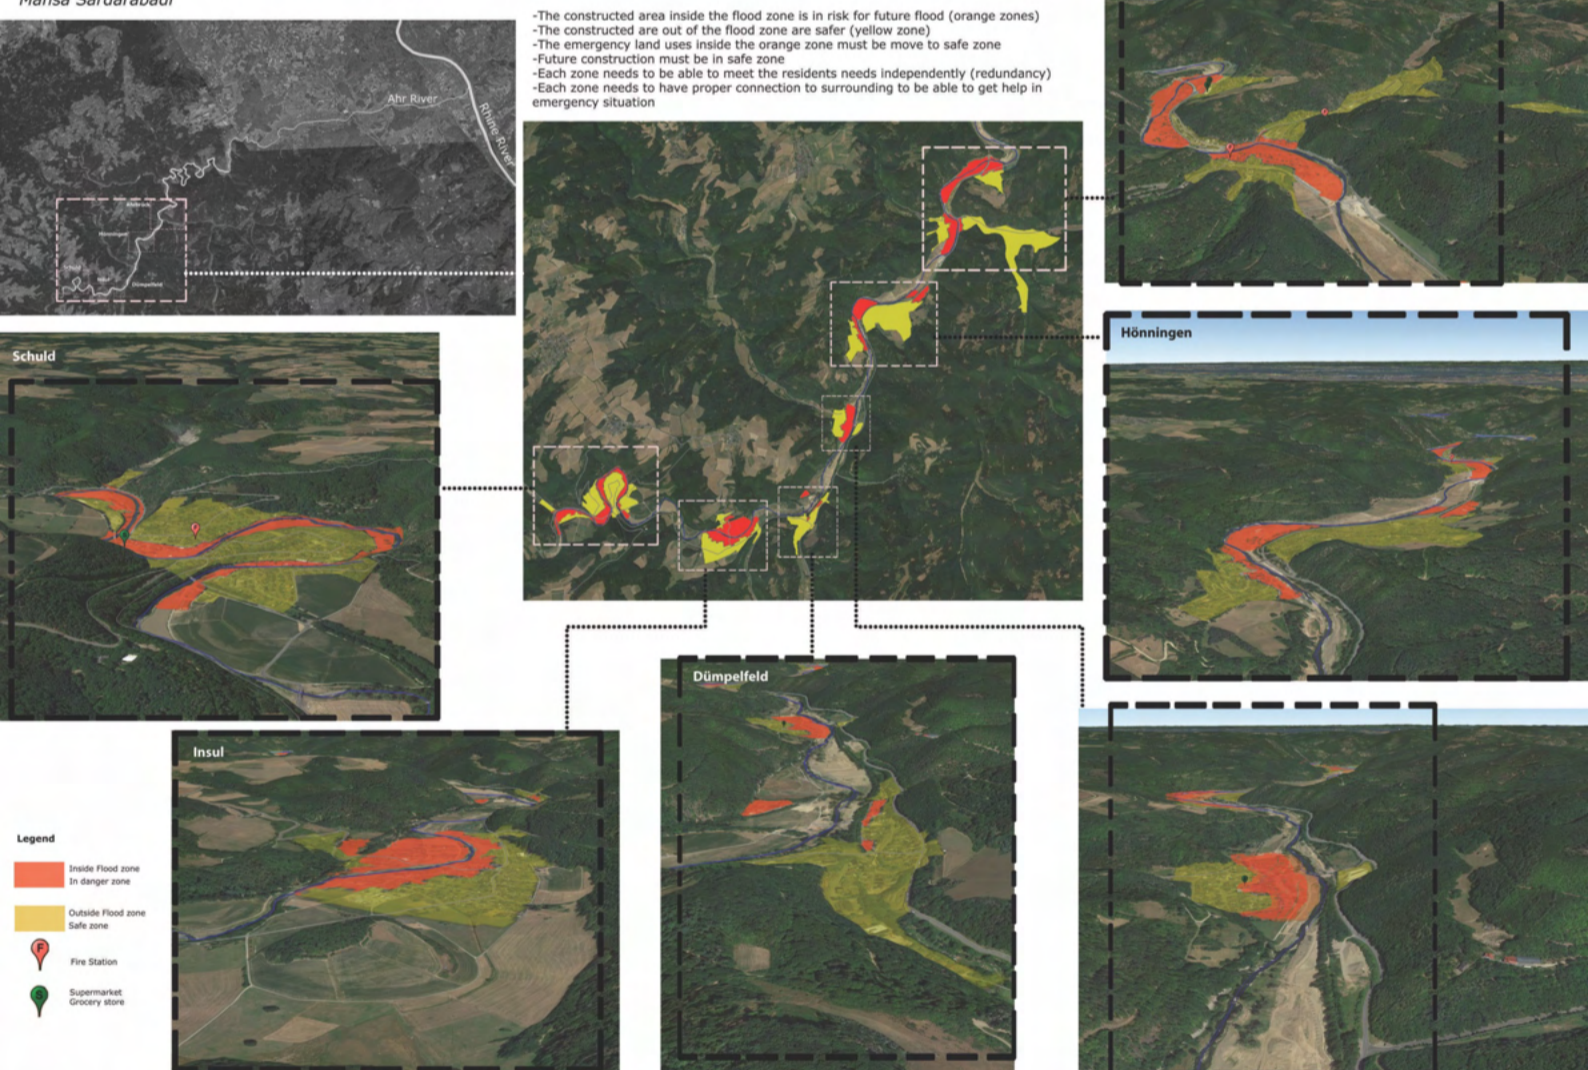 Mahsa Sardarabadi
-The constructed area inside the flood zone is in risk for future flood (orange zones)
-The constructed are out of the flood zone are safer (yellow zone)
-The emergency land uses inside the orange zone must be move to safe zone
-Future construction must be in safe zone
-Each zone needs to be able to meet the residents needs independently (redundancy)
-Each zone needs to have proper connection to surrounding to be able to get help in
emergency situation
Ahr River
Rhine River
Dümpelfeld
Schuld
Hönningen
Insul
Dümpelfeld
Legend
Inside Flood zone
In danger zone
Outside Flood zone
Safe zone
F
Fire Station
S
Supermarket
Grocery store